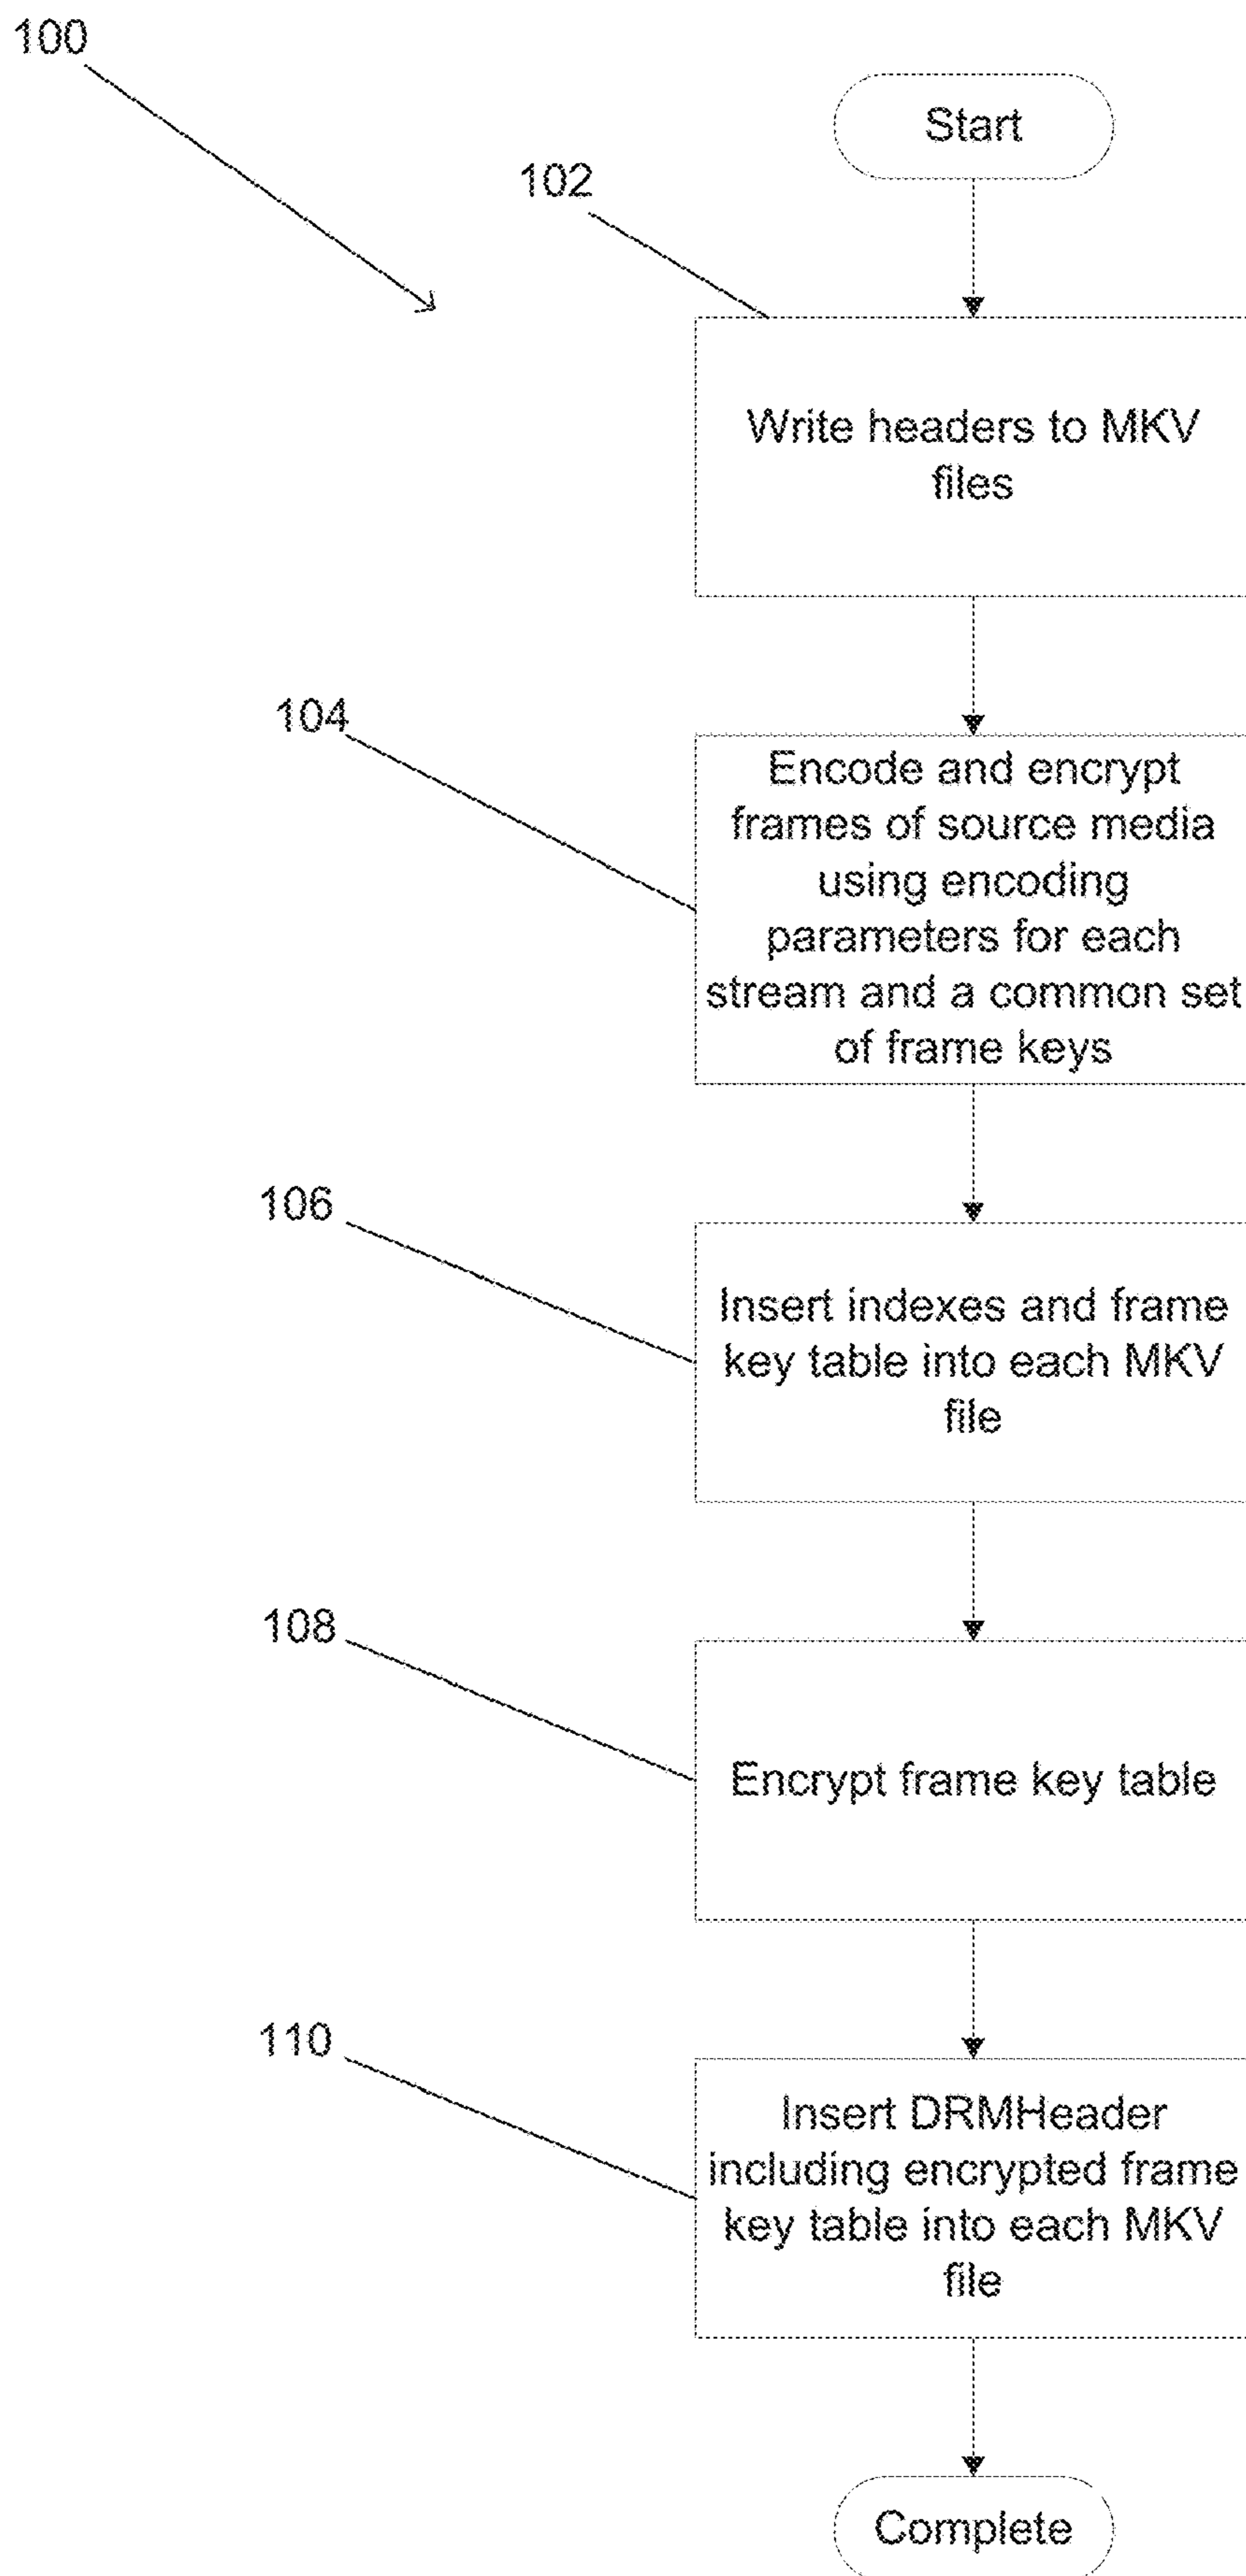 100
Start
102
Write headers to MKV
files
104
Encode and encrypt
frames of source media
using encoding
parameters for each
stream and a common set
of frame keys
106
Insert indexes and frame
key table into each MKV
file
108
Encrypt frame key table
110
Insert DRMHeader
including encrypted frame
key table into each MKV
file
Complete